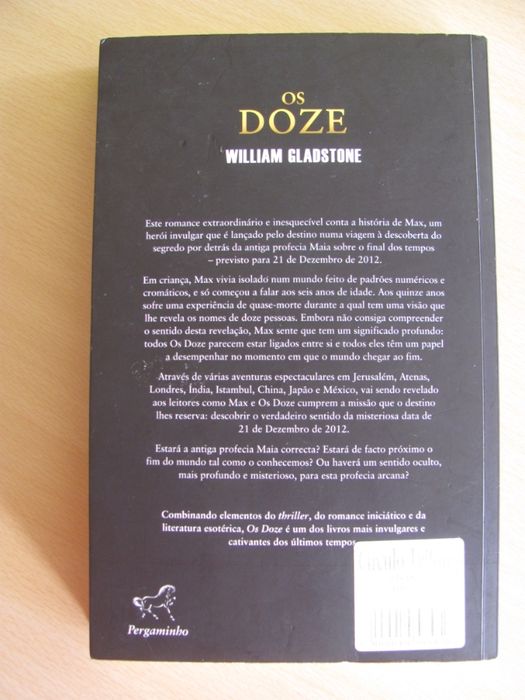 OS
DOZE
WILLIAM GLADSTONE
Este romance extraordinário e inesquecível conta a história de Max, um
herói invulgar que é lançado pelo destino numa viagem à descoberta do
segredo por detrás da antiga profecia Maia sobre o final dos tempos
– previsto para 21 de Dezembro de 2012.
Em criança, Max vivia isolado num mundo feito de padrões numéricos e
cromáticos, e só começou a falar aos seis anos de idade. Aos quinze anos
sofre uma experiência de quase-morte durante a qual tem uma visão que
lhe revela os nomes de doze pessoas. Embora não consiga compreender
o sentido desta revelação, Max sente que tem um significado profundo:
todos Os Doze parecem estar ligados entre si e todos eles têm um papel
a desempenhar no momento em que o mundo chegar ao fim.
Através de várias aventuras espectaculares em Jerusalém, Atenas,
Londres, Índia, Istambul, China, Japão e México, vai sendo revelado
aos leitores como Max e Os Doze cumprem a missão que o destino
lhes reserva: descobrir o verdadeiro sentido da misteriosa data de
21 de Dezembro de 2012.
Estará a antiga profecia Maia correcta? Estará de facto próximo o
fim do mundo tal como o conhecemos? Ou haverá um sentido oculto,
mais profundo e misterioso, para esta profecia arcana?
Combinando elementos do thriller, do romance iniciático e da
literatura esotérica, Os Doze é um dos livros mais invulgares e
cativantes dos últimos tempos
Pergaminho